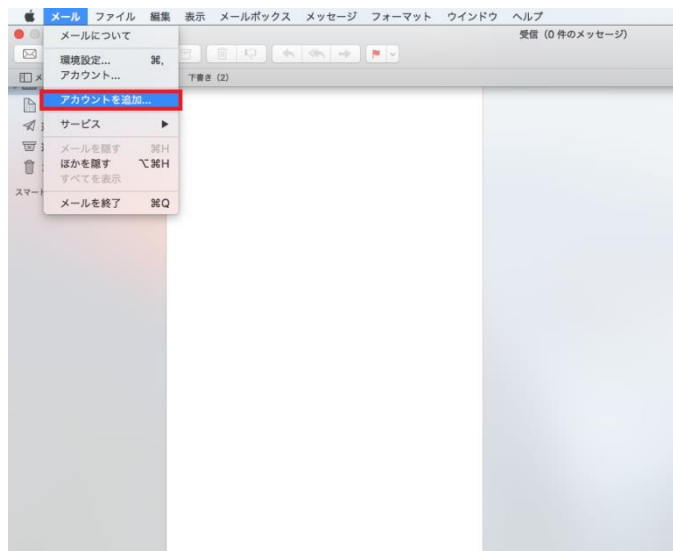 メール ファイル 編集 表示 メールボックス メッセージ フォーマット ウインドウ ヘルプ
受信 (0 件のメッセージ)
メールについて
環境設定... ⌘,
アカウント...
下書き (2)
アカウントを追加...
サービス ▶
メールを隠す ⌘H
ほかを隠す ⌥⌘H
すべてを表示
スマート
メールを終了 ⌘Q